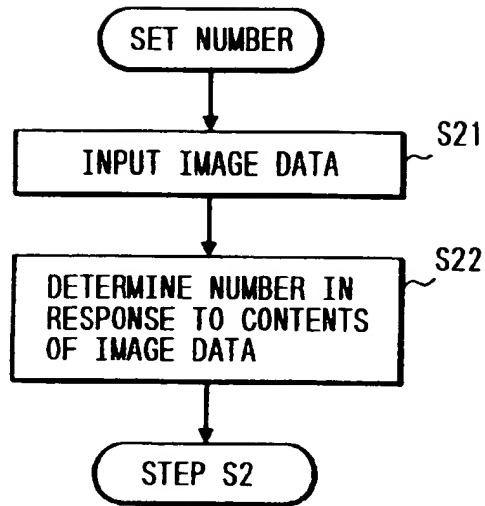 SET NUMBER
INPUT IMAGE DATA
S21
DETERMINE NUMBER IN
RESPONSE TO CONTENTS
OF IMAGE DATA
S22
STEP S2